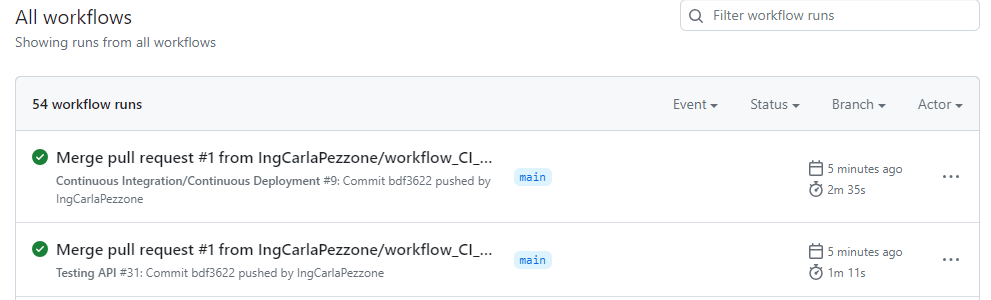 All workflows
Filter workflow runs
Showing runs from all workflows
54 workflow runs
Event
Status
Branch
Actor
Merge pull request #1 from IngCarlaPezzone/workflow_CI_...
Continuous Integration/Continuous Deployment #9: Commit bdf3622 pushed by
IngCarlaPezzone
main
5 minutes ago
2m 35s
Merge pull request #1 from IngCarlaPezzone/workflow_CI_...
Testing API #31: Commit bdf3622 pushed by IngCarlaPezzone
main
5 minutes ago
1m 11s